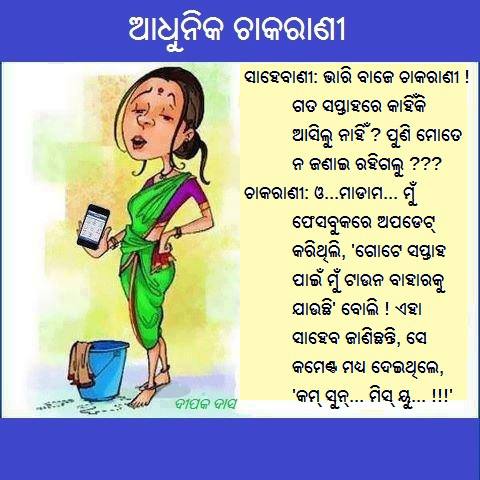 ଆଧୁନିକ ଚାକରାଣୀ
ସାହେବାଣୀ: ଭାରି ବାଜେ ଚାକରାଣୀ !
ଗତ ସପ୍ତାହରେ କାହିଁକି
ଆସିଲୁ ନାହିଁ ? ପୁଣି ମୋତେ
ନ ଜଣାଇ ରହିଗଲୁ ???
ଚାକରାଣୀ: ଓ...ମାଡାମ... ମୁଁ
ଫେସବୁକରେ ଅପଡେଟ୍
କରିଥିଲି, 'ଗୋଟେ ସପ୍ତାହ
ପାଇଁ ମୁଁ ଟାଉନ ବାହାରକୁ
ଯାଉଛି' ବୋଲି ! ଏହା
ସାହେବ ଜାଣିଛନ୍ତି, ସେ
କମେଣ୍ଟ ମଧ୍ୟ ଦେଇଥିଲେ,
'କମ୍ ସୁନ୍... ମିସ୍ ୟୁ... !!!'
ଦୀପକ ଦାସ